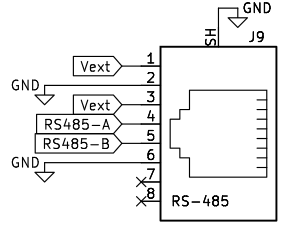 GND
SH
J9
Vext 1
GND 2
Vext 3
RS485-A 4
RS485-B 5
GND 6
7
8
RS-485